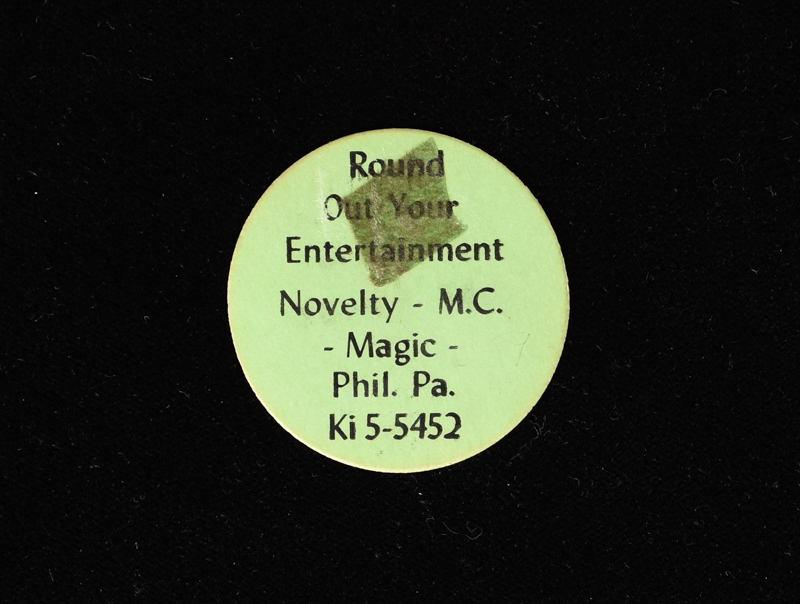 Round
Out Your
Entertainment
Novelty - M.C.
- Magic -
Phil. Pa.
Ki 5-5452